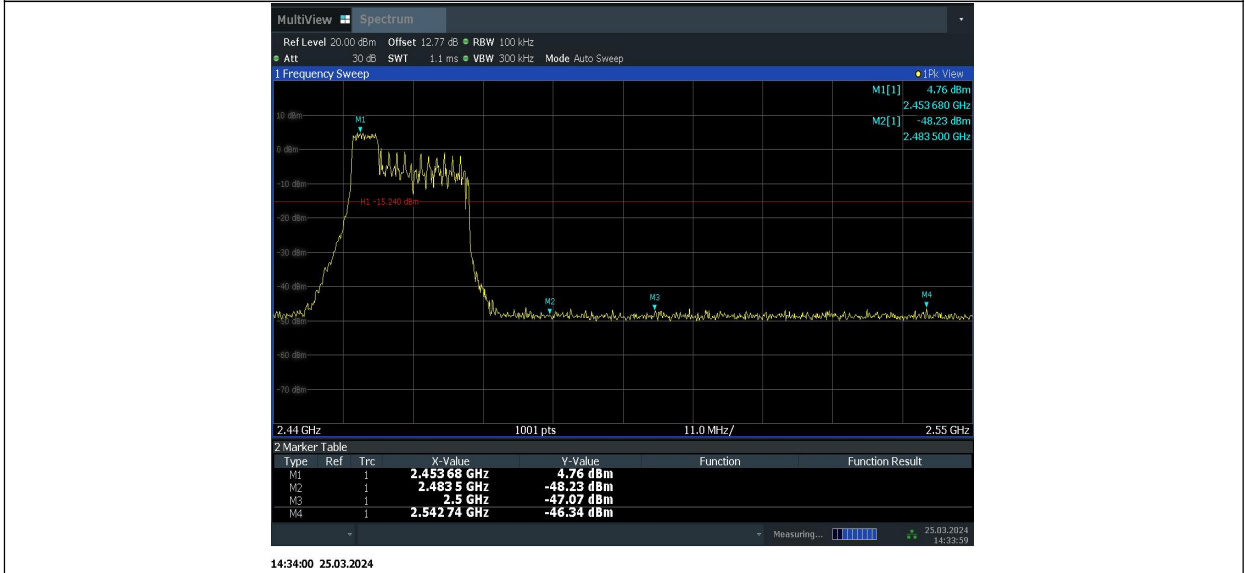 MultiView Spectrum
Ref Level 20.00 dBm Offset 12.77 dB RBW 100 kHz
Att 30 dB SWT 1.1 ms VBW 300 kHz Mode Auto Sweep
1 Frequency Sweep 1Pk View
M1[1] 4.76 dBm
2.453 680 GHz
M2[1] -48.23 dBm
2.483 500 GHz
10 dBm
M1
0 dBm
-10 dBm
H1 -15.240 dBm
-20 dBm
-30 dBm
-40 dBm
M2 M3 M4
-50 dBm
-60 dBm
-70 dBm
2.44 GHz 1001 pts 11.0 MHz/ 2.55 GHz
2 Marker Table
Type Ref Trc X-Value Y-Value Function Function Result
M1 1 2.453 68 GHz 4.76 dBm
M2 1 2.483 5 GHz -48.23 dBm
M3 1 2.5 GHz -47.07 dBm
M4 1 2.542 74 GHz -46.34 dBm
Measuring... 25.03.2024
14:33:59
14:34:00 25.03.2024